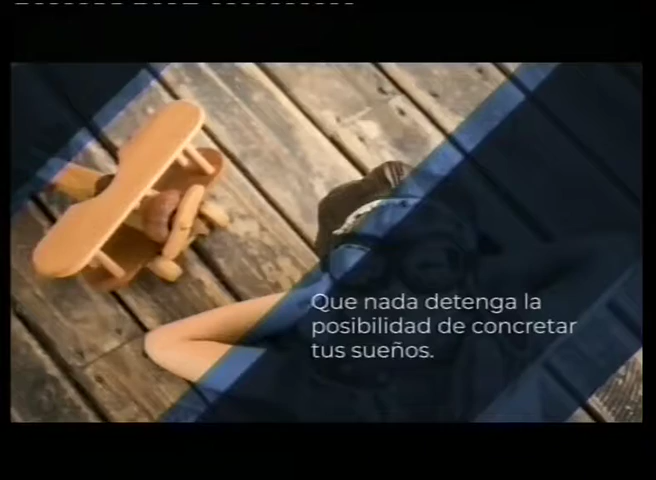 Que nada detenga la
posibilidad de concretar
tus sueños.